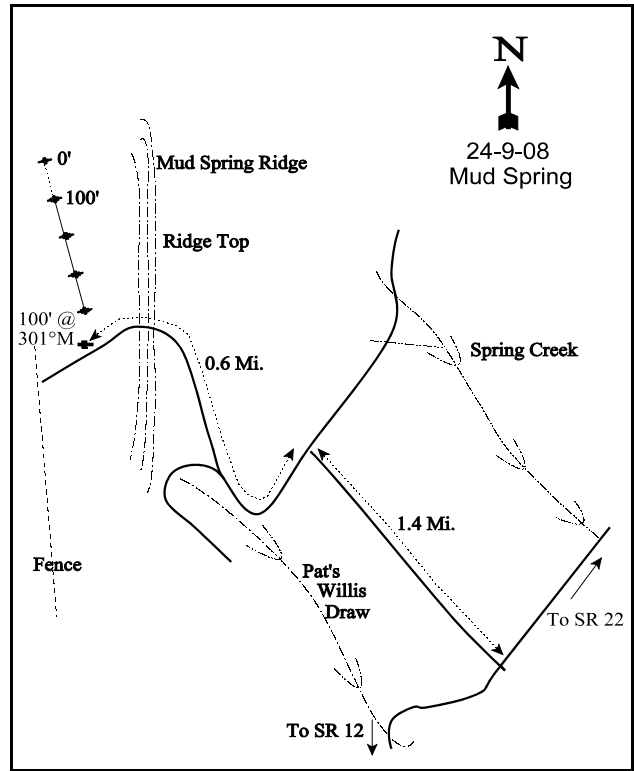 N
24-9-08
Mud Spring
0'
Mud Spring Ridge
100'
Ridge Top
100' @
301°M
0.6 Mi.
Spring Creek
1.4 Mi.
Fence
Pat's
Willis
Draw
To SR 22
To SR 12